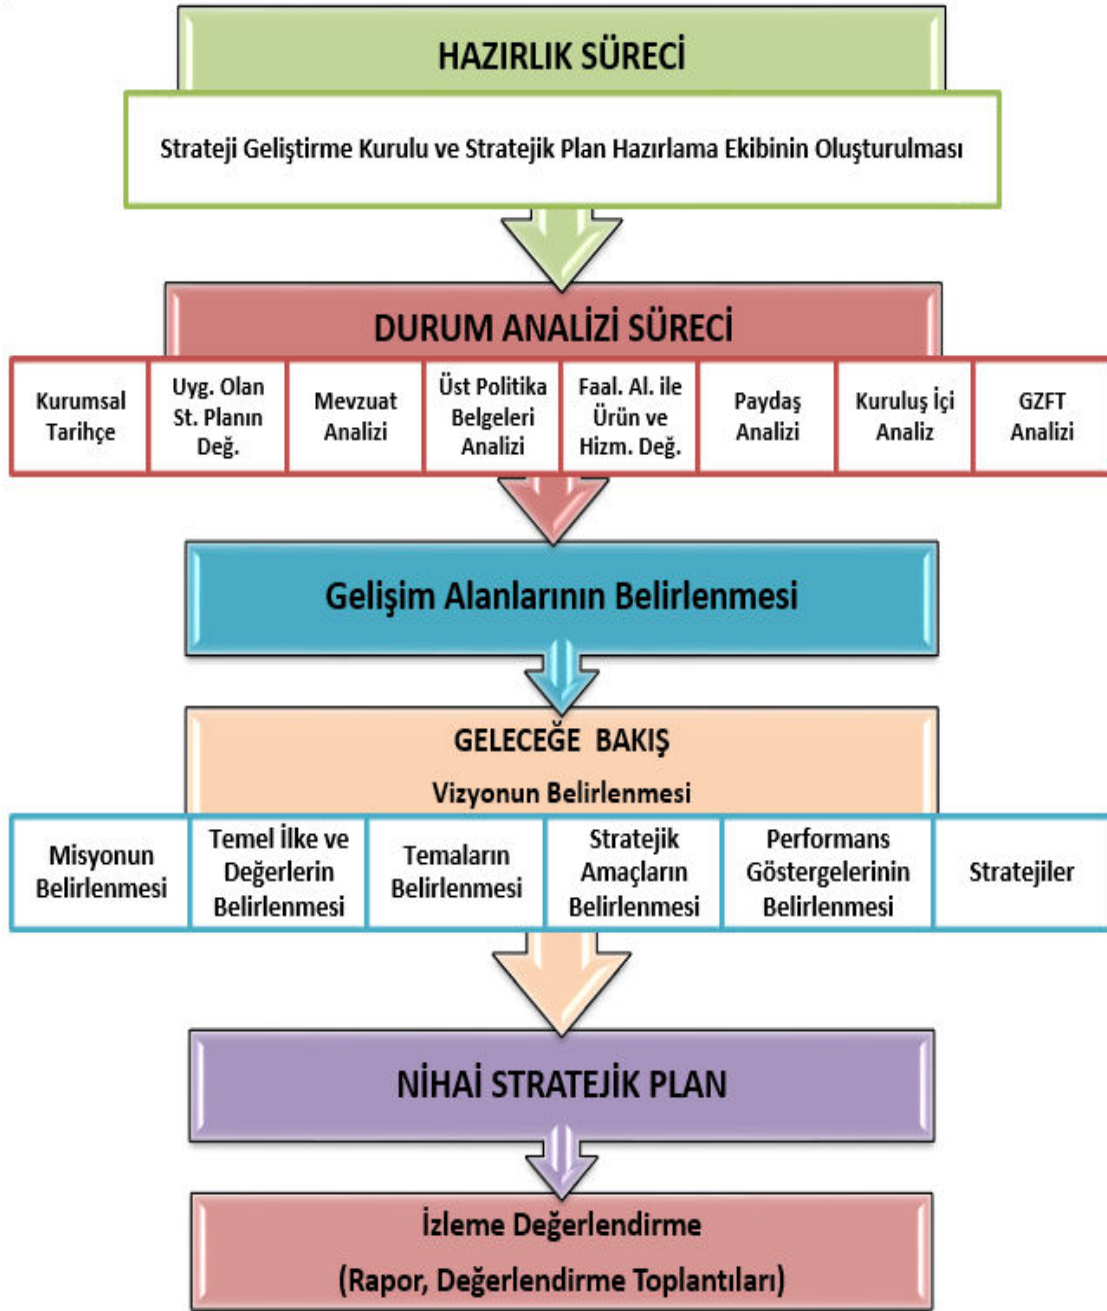 HAZIRLIK SÜRECİ
Strateji Geliştirme Kurulu ve Stratejik Plan Hazırlama Ekibinin Oluşturulması
DURUM ANALİZİ SÜRECİ
Kurumsal
Tarihçe
Uyg. Olan
St. Planın
Değ.
Mevzuat
Analizi
Üst Politika
Belgeleri
Analizi
Faal. Al. ile
Ürün ve
Hizm. Değ.
Paydaş
Analizi
Kuruluş İçi
Analiz
GZFT
Analizi
Gelişim Alanlarının Belirlenmesi
GELECEĞE BAKIŞ
Vizyonun Belirlenmesi
Misyonun
Belirlenmesi
Temel İlke ve
Değerlerin
Belirlenmesi
Temaların
Belirlenmesi
Stratejik
Amaçların
Belirlenmesi
Performans
Göstergelerinin
Belirlenmesi
Stratejiler
NİHAİ STRATEJİK PLAN
İzleme Değerlendirme
(Rapor, Değerlendirme Toplantıları)